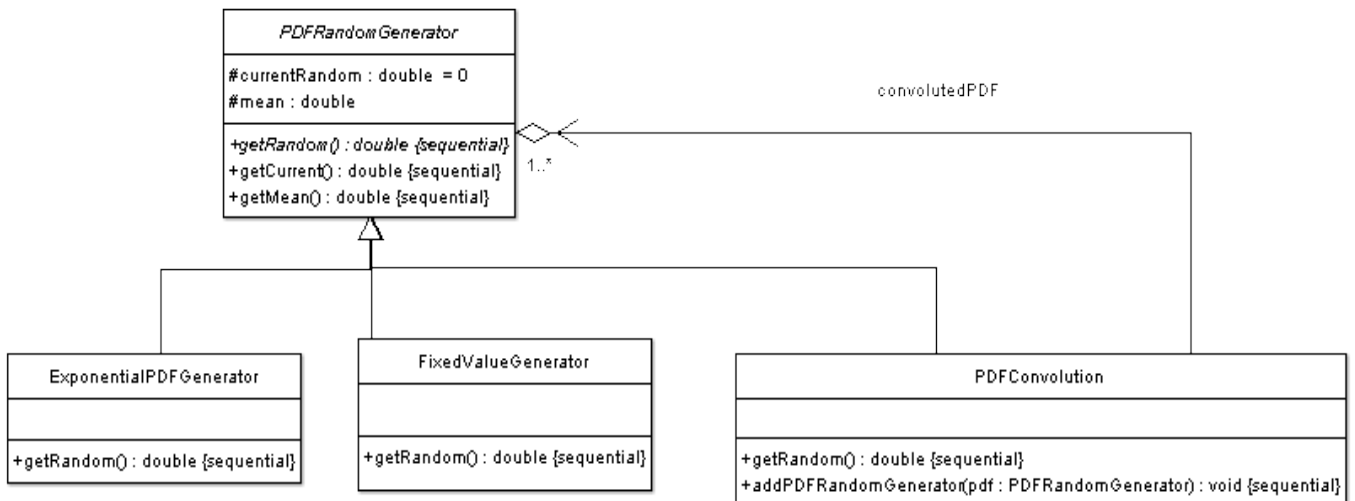 PDFRandomGenerator
#currentRandom : double = 0
#mean : double
+getRandom() : double {sequential}
+getCurrent() : double {sequential}
+getMean() : double {sequential}
convolutedPDF
1..*
ExponentialPDFGenerator
+getRandom() : double {sequential}
FixedValueGenerator
+getRandom() : double {sequential}
PDFConvolution
+getRandom() : double {sequential}
+addPDFRandomGenerator(pdf : PDFRandomGenerator) : void {sequential}